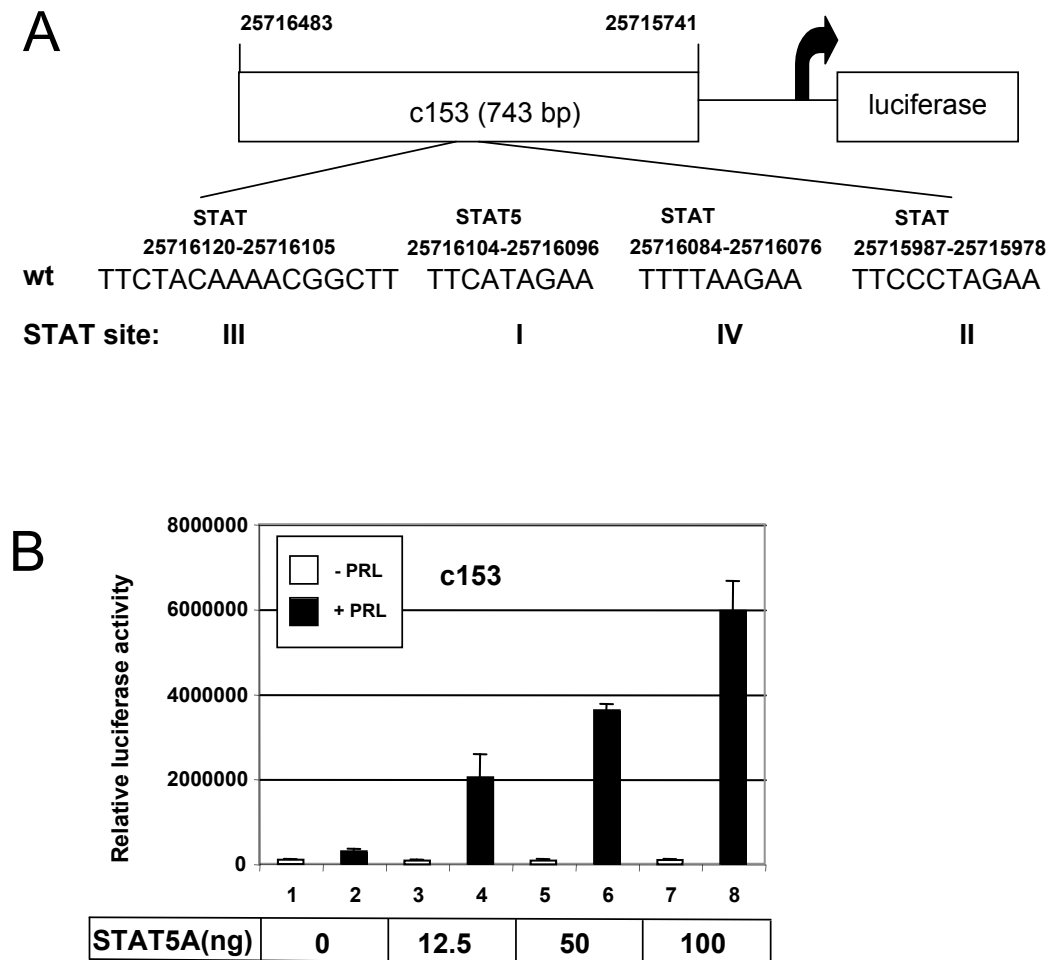 A
25716483 25715741
c153 (743 bp) luciferase
STAT STAT5 STAT STAT
25716120-25716105 25716104-25716096 25716084-25716076 25715987-25715978
wt TTCTACAAAACGGCTT TTCATAGAA TTTTAAGAA TTCCCTAGAA
STAT site: III I IV II
B
Relative luciferase activity
8000000
6000000
4000000
2000000
0
- PRL
+ PRL
c153
1 2 3 4 5 6 7 8
STAT5A(ng) 0 12.5 50 100